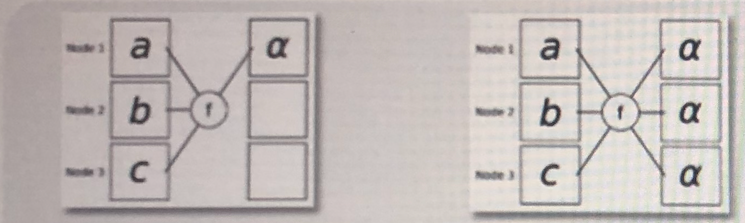 Node 1 a α
Node 2 b f
Node 3 c
Node 1 a α
Node 2 b f α
Node 3 c α